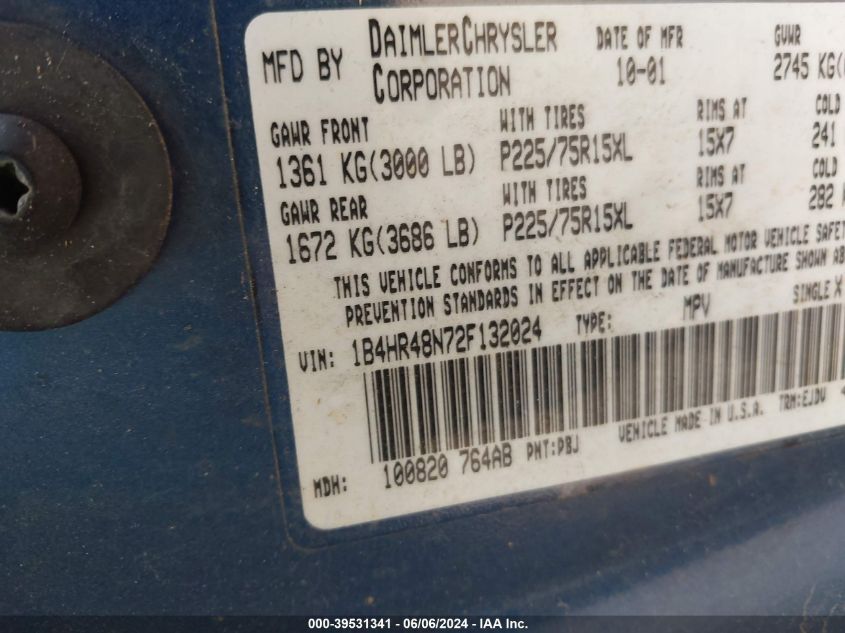 MFD BY DAIMLERCHRYSLER CORPORATION DATE OF MFR 10-01 GVWR 2745 KG(
GAWR FRONT WITH TIRES RIMS AT COLD
1361 KG(3000 LB) P225/75R15XL 15X7 241
GAWR REAR WITH TIRES RIMS AT COLD
1672 KG(3686 LB) P225/75R15XL 15X7 282
THIS VEHICLE CONFORMS TO ALL APPLICABLE FEDERAL MOTOR VEHICLE SAFET
PREVENTION STANDARDS IN EFFECT ON THE DATE OF MANUFACTURE SHOWN AB
VIN: 1B4HR48N72F132024 TYPE: MPV SINGLE X
MDH: 100820 764AB PNT:PBJ VEHICLE MADE IN U.S.A. TRM:EJDV 4
000-39531341 - 06/06/2024 - IAA Inc.